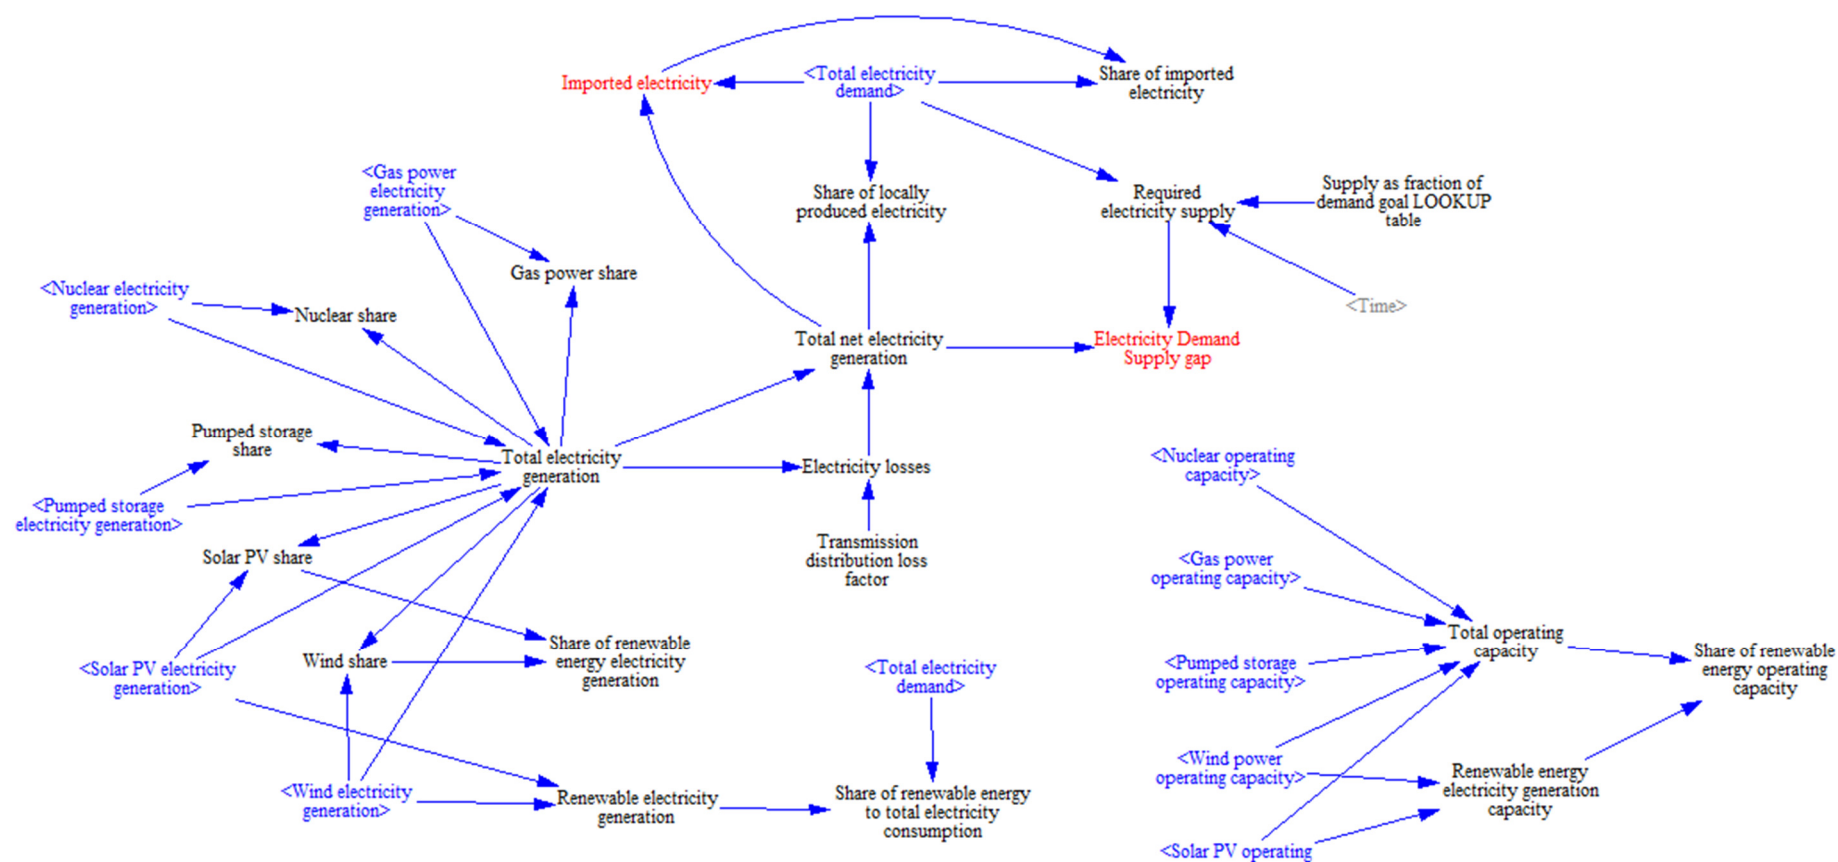 Imported electricity
<Total electricity
demand>
Share of imported
electricity
<Gas power
electricity
generation>
Share of locally
produced electricity
Required
electricity supply
Supply as fraction of
demand goal LOOKUP
table
Gas power share
<Nuclear electricity
generation>
Nuclear share
<Time>
Total net electricity
generation
Electricity Demand
Supply gap
Pumped storage
share
Total electricity
generation
Electricity losses
<Nuclear operating
capacity>
<Pumped storage
electricity generation>
Solar PV share
Transmission
distribution loss
factor
<Gas power
operating capacity>
Total operating
capacity
Share of renewable
energy operating
capacity
Wind share
Share of renewable
energy electricity
generation
<Solar PV electricity
generation>
<Total electricity
demand>
<Pumped storage
operating capacity>
<Wind power
operating capacity>
Renewable energy
electricity generation
capacity
<Wind electricity
generation>
Renewable electricity
generation
Share of renewable energy
to total electricity
consumption
<Solar PV operating